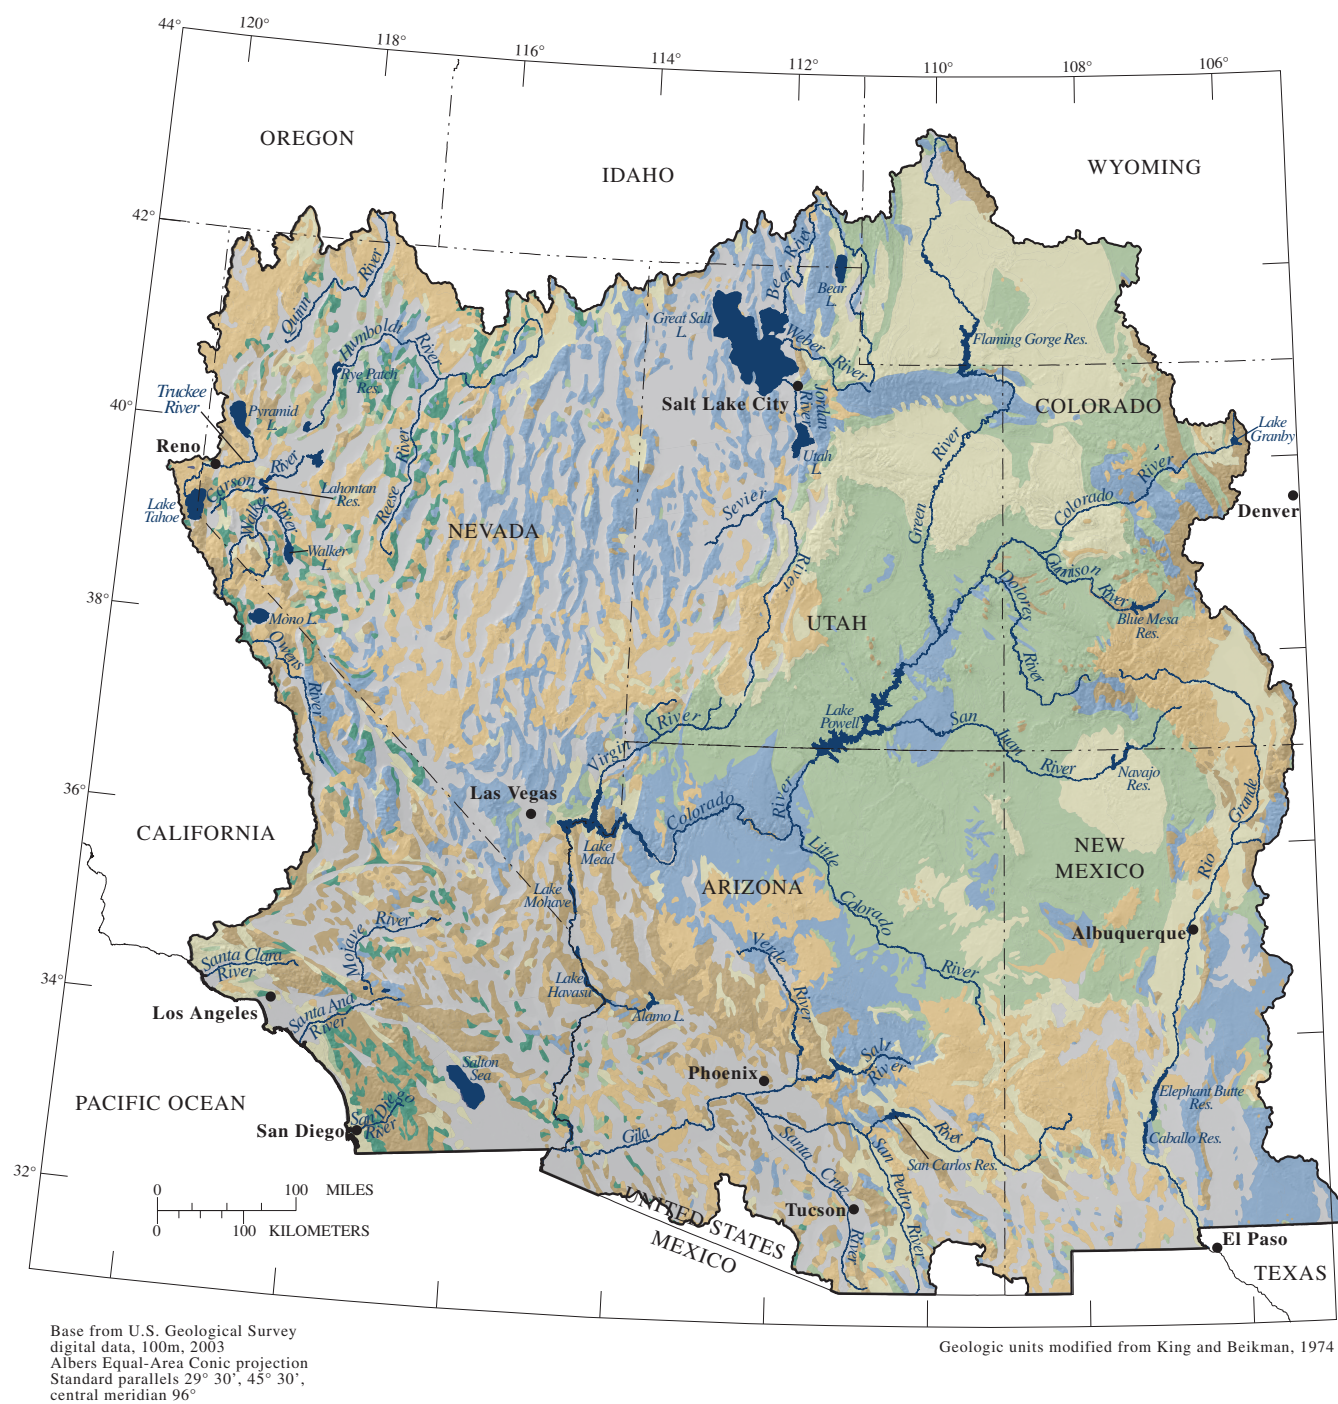 44°
120°
118°
116°
114°
112°
110°
108°
106°
OREGON
IDAHO
WYOMING
42°
Quinn
River
Humboldt
River
Rye Patch
Res.
Bear
River
Bear
L.
Great Salt
L.
Weber
River
Flaming Gorge Res.
Truckee
River
40°
Pyramid
L.
Salt Lake City
Jordan
River
COLORADO
Lake
Granby
Reno
Carson
River
Reese
River
Utah
L.
Green
River
Colorado
River
Lake
Tahoe
Lahontan
Res.
Walker
River
NEVADA
Sevier
River
Denver
Walker
L.
Gunnison
River
38°
Mono L.
UTAH
Dolores
River
Blue Mesa
Res.
Owens
River
Lake
Powell
San
Juan
River
Virgin
River
Navajo
Res.
36°
Las Vegas
Colorado
River
Rio
Grande
CALIFORNIA
Lake
Mead
Little
Colorado
River
NEW
MEXICO
Lake
Mohave
ARIZONA
Mojave
River
Albuquerque
Santa Clara
River
Verde
River
34°
Lake
Havasu
Los Angeles
Santa Ana
River
Alamo L.
Salton
Sea
Salt
River
Phoenix
PACIFIC OCEAN
San Diego
River
Elephant Butte
Res.
San Diego
Gila
River
Santa
Cruz
River
San
Pedro
River
San Carlos Res.
Caballo Res.
32°
0 100 MILES
0 100 KILOMETERS
UNITED STATES
MEXICO
Tucson
El Paso
TEXAS
Base from U.S. Geological Survey
digital data, 100m, 2003
Albers Equal-Area Conic projection
Standard parallels 29° 30’, 45° 30’,
central meridian 96°
Geologic units modified from King and Beikman, 1974